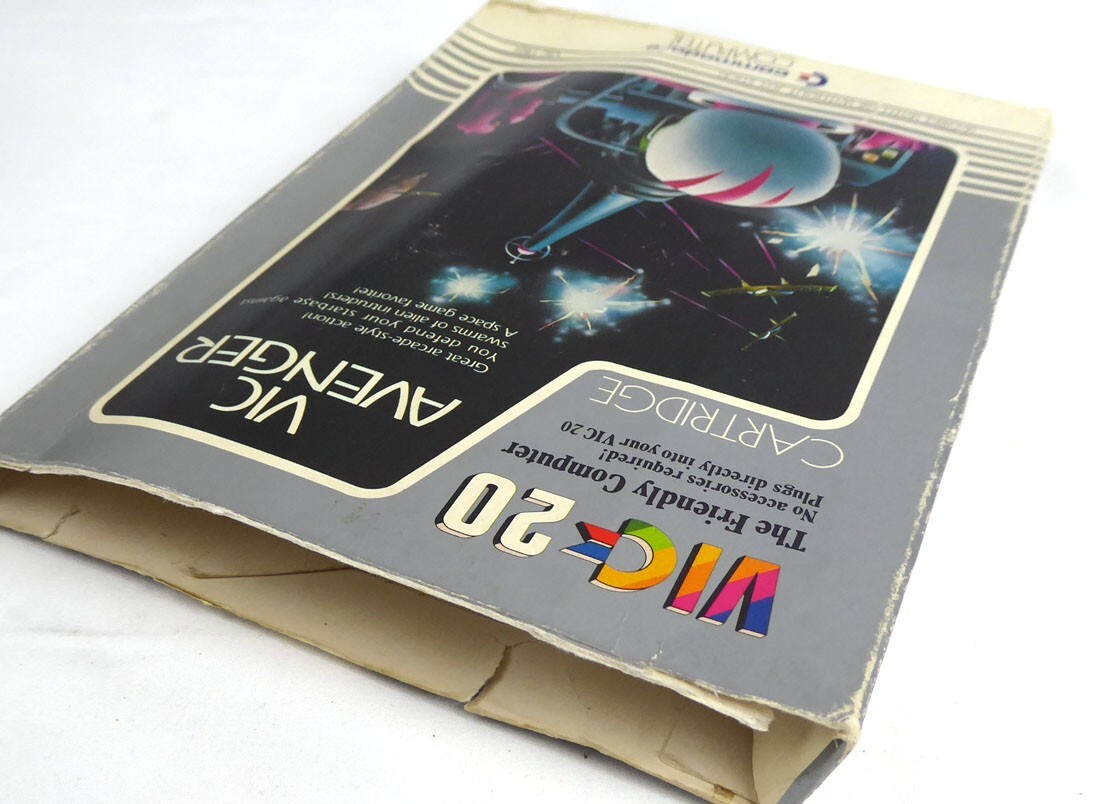 VIC-20
The Friendly Computer
No accessories required!
Plugs directly into your VIC 20
CARTRIDGE
VIC
AVENGER
Great arcade-style action!
You defend your starbase against
swarms of alien intruders!
A space game favorite!
commodore
COMPUTER